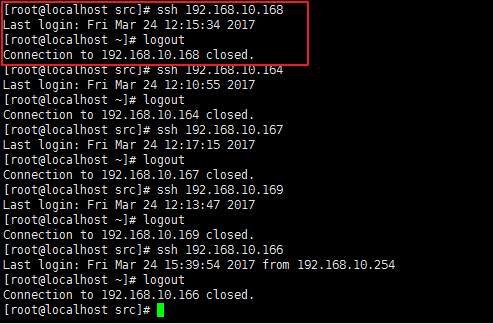 [root@localhost src]# ssh 192.168.10.168
Last login: Fri Mar 24 12:15:34 2017
[root@localhost ~]# logout
Connection to 192.168.10.168 closed.
[root@localhost src]# ssh 192.168.10.164
Last login: Fri Mar 24 12:10:55 2017
[root@localhost ~]# logout
Connection to 192.168.10.164 closed.
[root@localhost src]# ssh 192.168.10.167
Last login: Fri Mar 24 12:17:15 2017
[root@localhost ~]# logout
Connection to 192.168.10.167 closed.
[root@localhost src]# ssh 192.168.10.169
Last login: Fri Mar 24 12:13:47 2017
[root@localhost ~]# logout
Connection to 192.168.10.169 closed.
[root@localhost src]# ssh 192.168.10.166
Last login: Fri Mar 24 15:39:54 2017 from 192.168.10.254
[root@localhost ~]# logout
Connection to 192.168.10.166 closed.
[root@localhost src]#